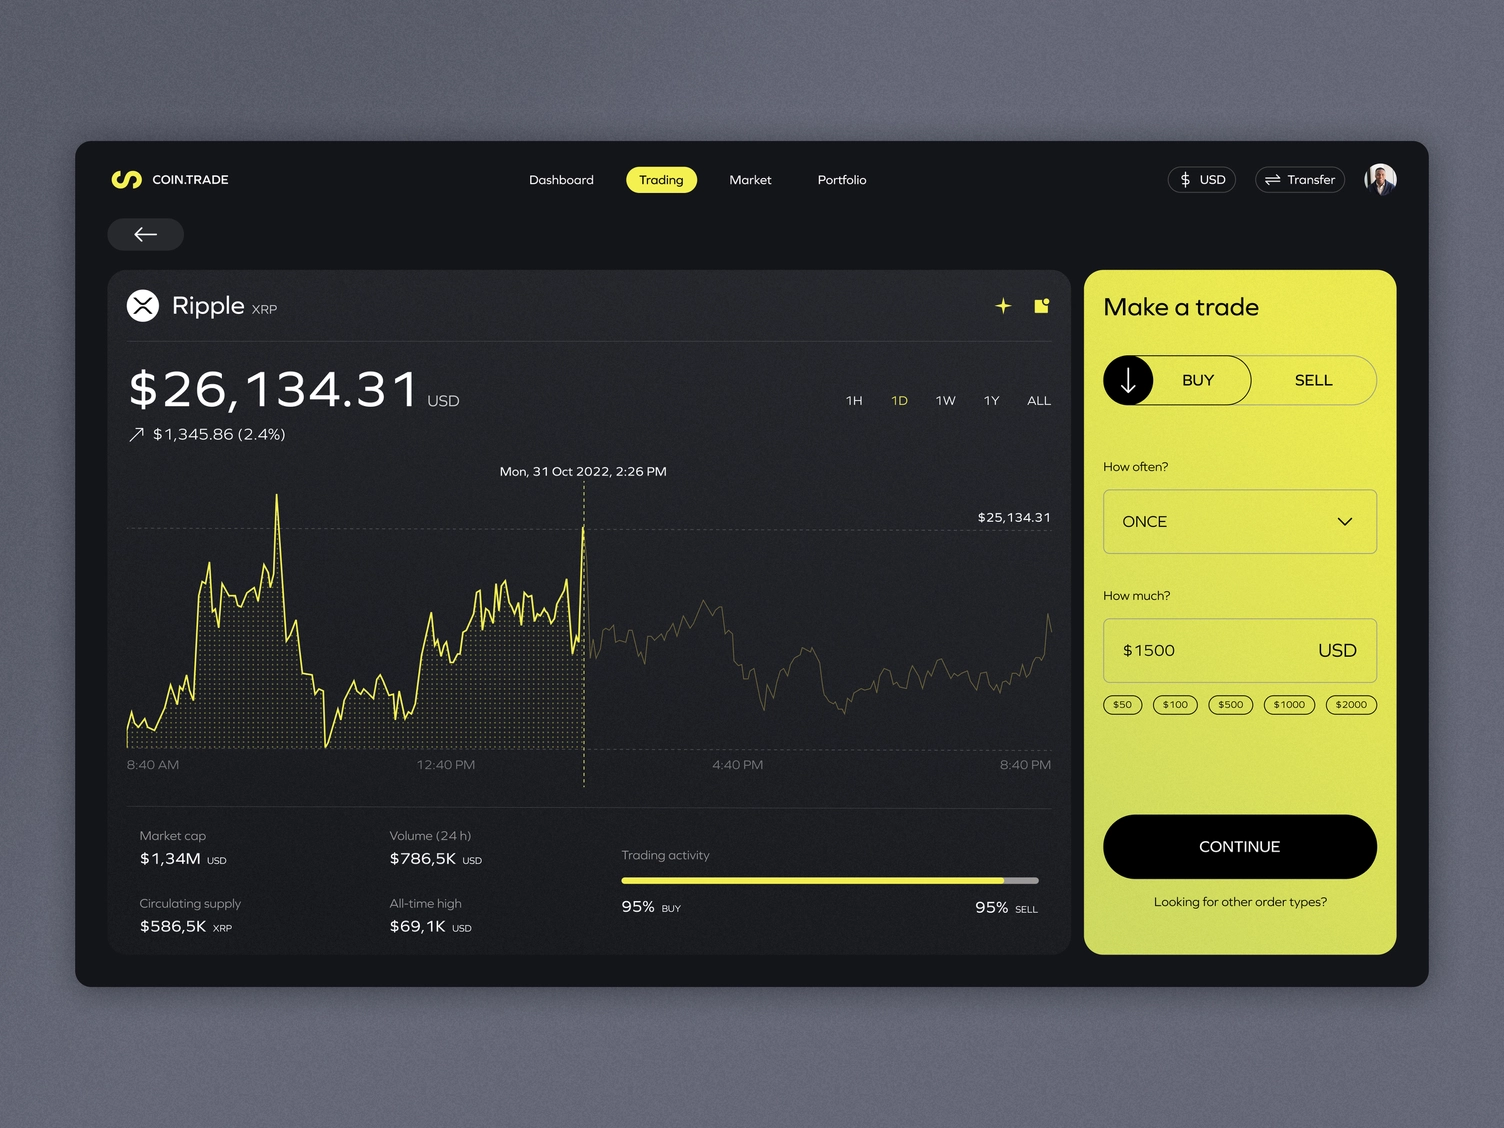 COIN.TRADE
Dashboard Trading Market Portfolio
$ USD Transfer
Ripple XRP
$26,134.31 USD
$1,345.86 (2.4%)
1H 1D 1W 1Y ALL
Mon, 31 Oct 2022, 2:26 PM
$25,134.31
8:40 AM 12:40 PM 4:40 PM 8:40 PM
Market cap
$1,34M USD
Volume (24 h)
$786,5K USD
Circulating supply
$586,5K XRP
All-time high
$69,1K USD
Trading activity
95% BUY 95% SELL
Make a trade
BUY SELL
How often?
ONCE
How much?
$1500 USD
$50 $100 $500 $1000 $2000
CONTINUE
Looking for other order types?